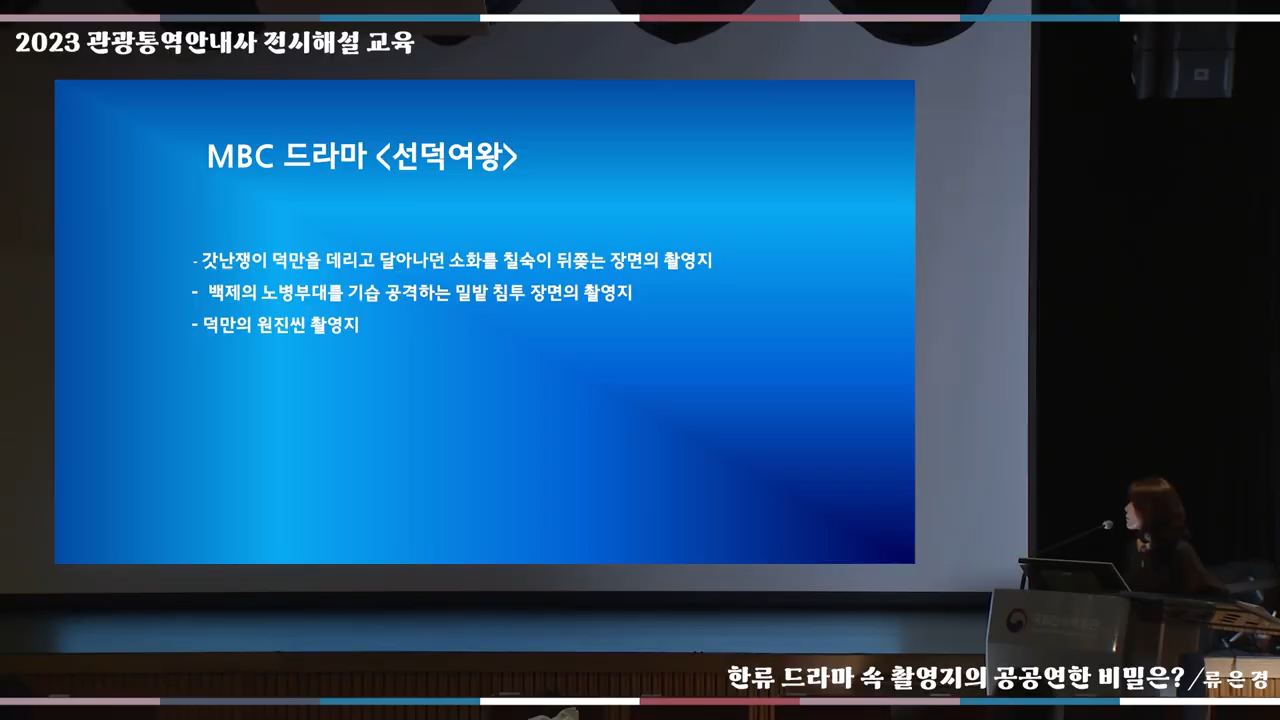 2023 관광통역안내사 전시해설 교육
MBC 드라마 <선덕여왕>
- 갓난쟁이 덕만을 데리고 달아나던 소화를 칠숙이 뒤쫓는 장면의 촬영지
- 백제의 노병부대를 기습 공격하는 밀밭 침투 장면의 촬영지
- 덕만의 원진씬 촬영지
한류 드라마 속 촬영지의 공공연한 비밀은? / 류은경